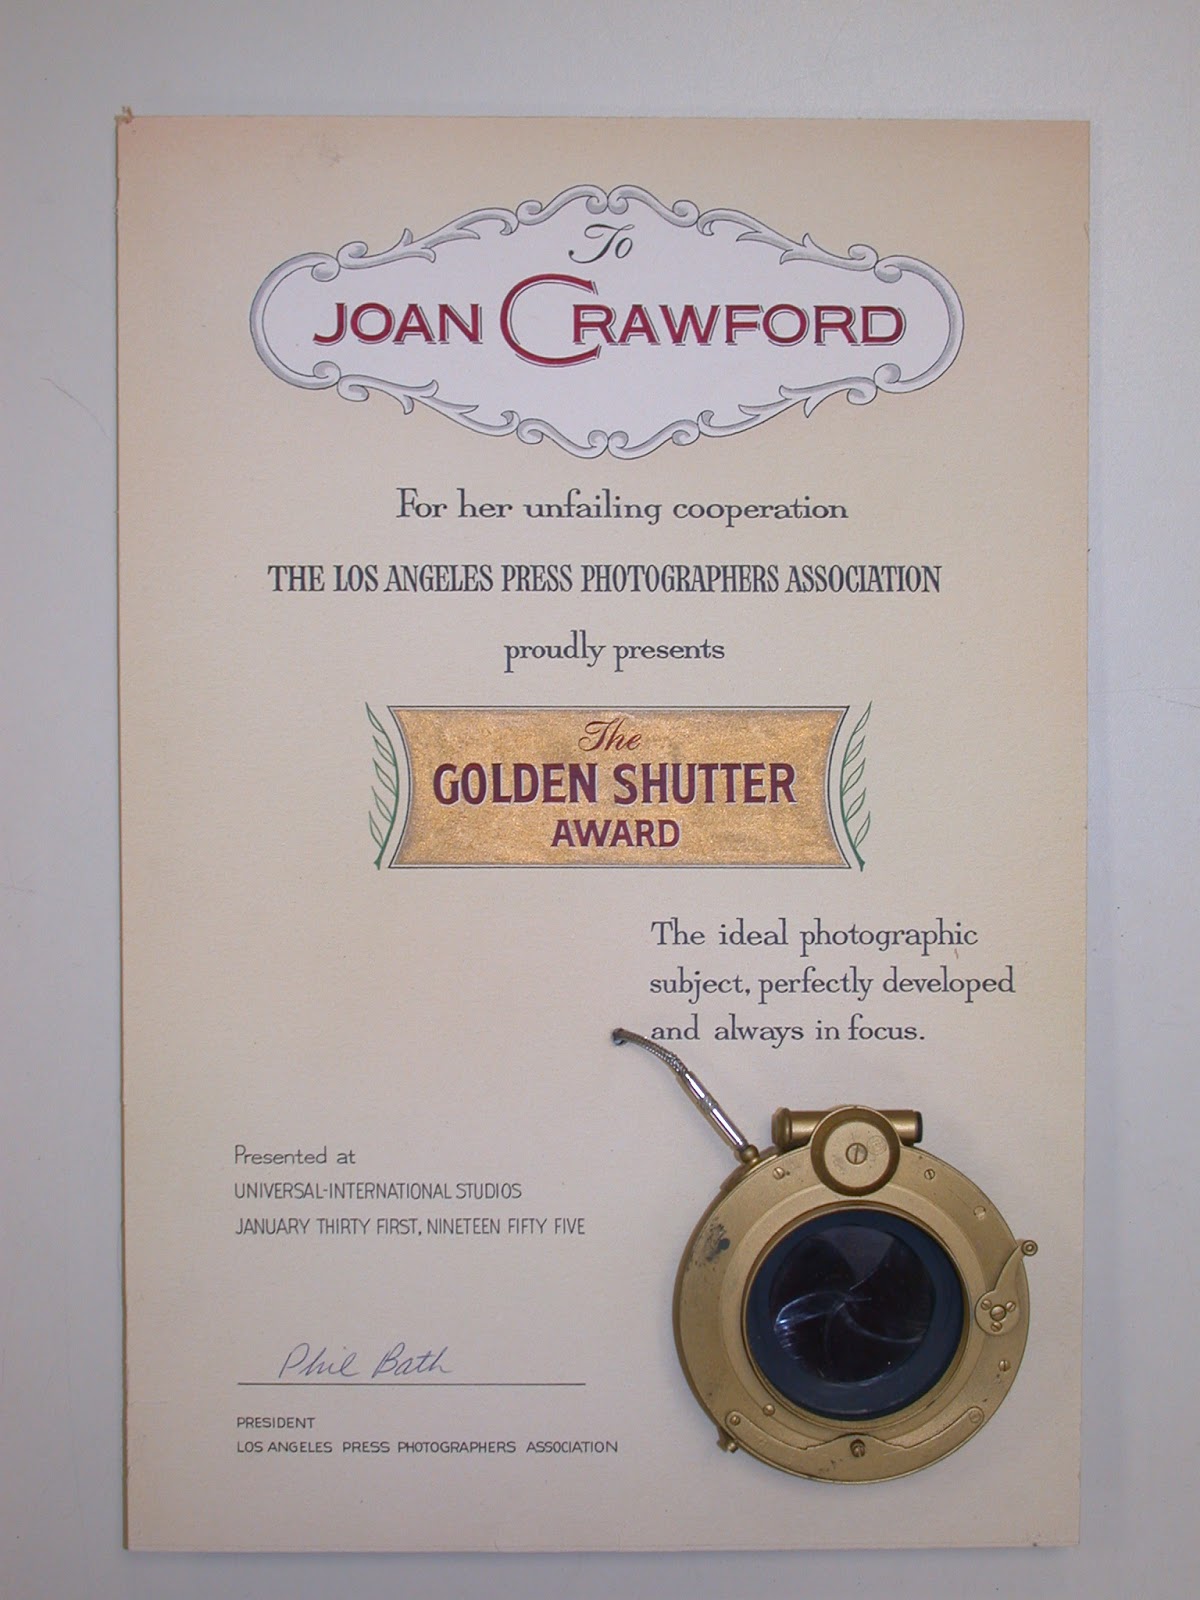 To
JOAN CRAWFORD
For her unfailing cooperation
THE LOS ANGELES PRESS PHOTOGRAPHERS ASSOCIATION
proudly presents
The
GOLDEN SHUTTER
AWARD
The ideal photographic
subject, perfectly developed
and always in focus.
Presented at
UNIVERSAL-INTERNATIONAL STUDIOS
JANUARY THIRTY FIRST, NINETEEN FIFTY FIVE
Phil Bath
PRESIDENT
LOS ANGELES PRESS PHOTOGRAPHERS ASSOCIATION